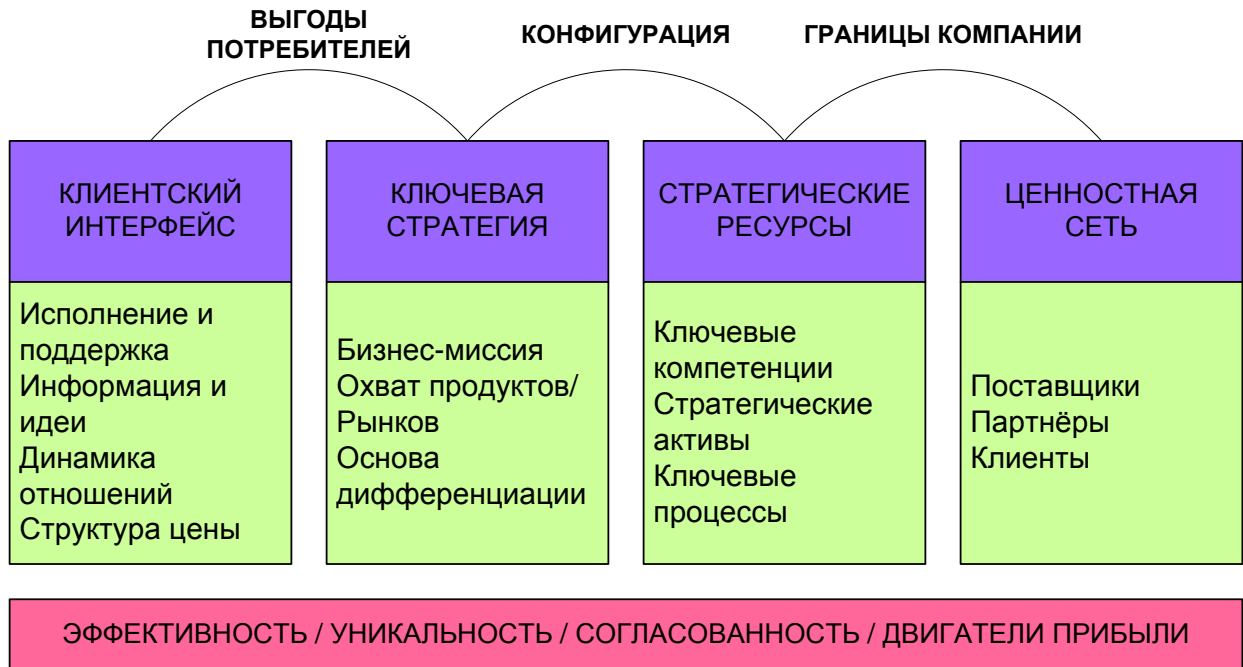 ВЫГОДЫ
ПОТРЕБИТЕЛЕЙ
КОНФИГУРАЦИЯ
ГРАНИЦЫ КОМПАНИИ
КЛИЕНТСКИЙ
ИНТЕРФЕЙС
Исполнение и
поддержка
Информация и
идеи
Динамика
отношений
Структура цены
КЛЮЧЕВАЯ
СТРАТЕГИЯ
Бизнес-миссия
Охват продуктов/
Рынков
Основа
дифференциации
СТРАТЕГИЧЕСКИЕ
РЕСУРСЫ
Ключевые
компетенции
Стратегические
активы
Ключевые
процессы
ЦЕННОСТНАЯ
СЕТЬ
Поставщики
Партнёры
Клиенты
ЭФФЕКТИВНОСТЬ / УНИКАЛЬНОСТЬ / СОГЛАСОВАННОСТЬ / ДВИГАТЕЛИ ПРИБЫЛИ